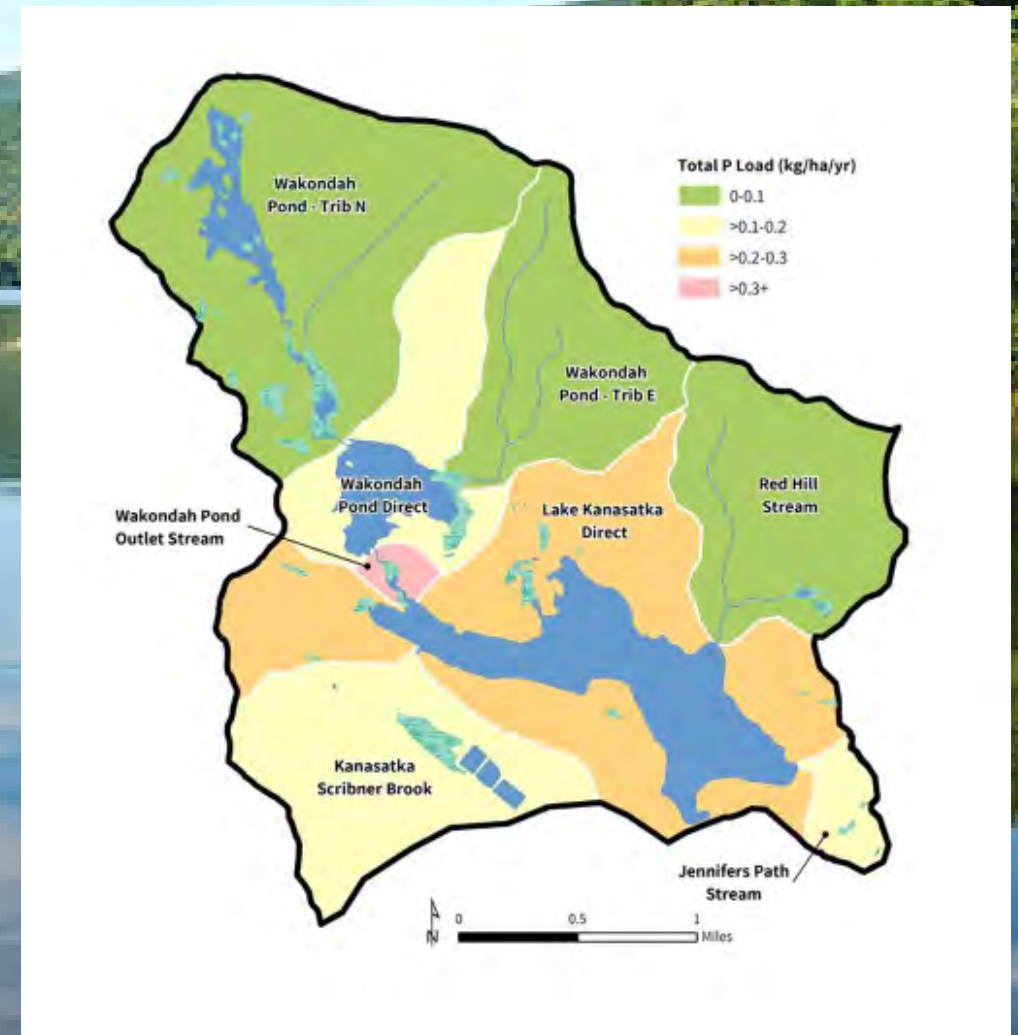 Total P Load (kg/ha/yr)
0-0.1
>0.1-0.2
>0.2-0.3
>0.3+
Wakondah
Pond - Trib N
Wakondah
Pond - Trib E
Red Hill
Stream
Wakondah
Pond Direct
Lake Kanasatka
Direct
Wakondah Pond
Outlet Stream
Kanasatka
Scribner Brook
Jennifers Path
Stream
N
0 0.5 1
Miles